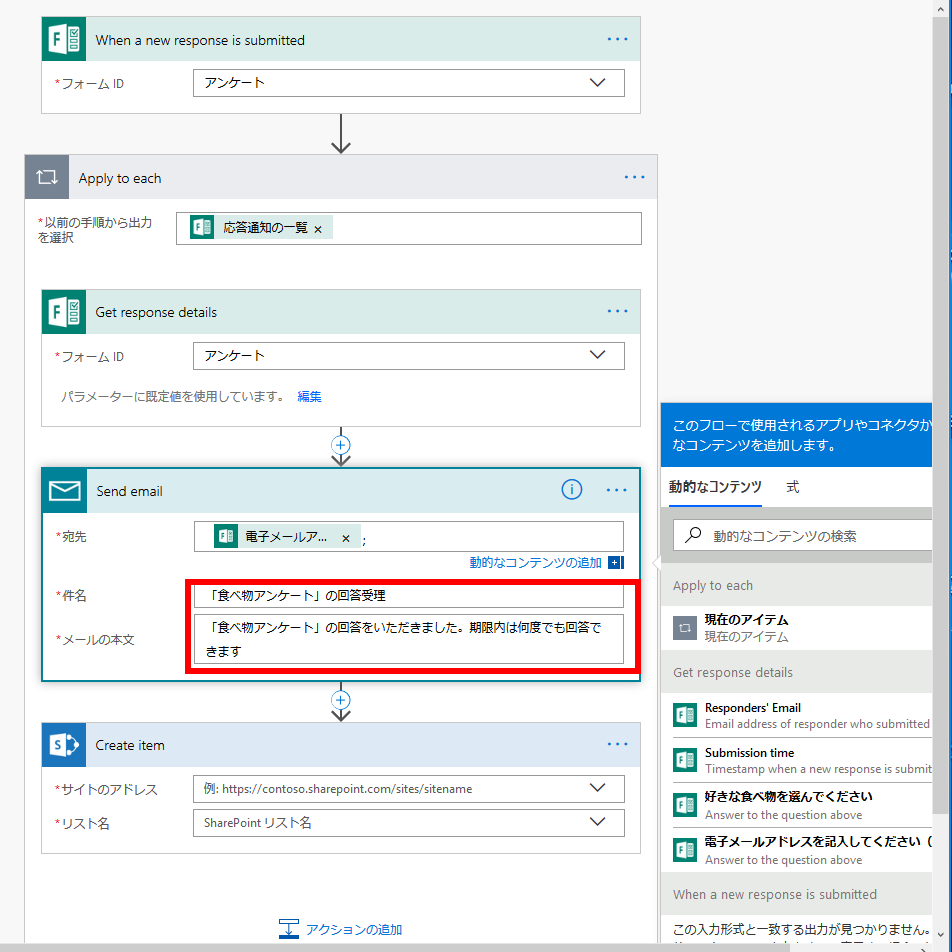 When a new response is submitted
*フォーム ID
アンケート
Apply to each
*以前の手順から出力
を選択
応答通知の一覧 ×
Get response details
*フォーム ID
アンケート
パラメーターに既定値を使用しています。 編集
Send email
*宛先
電子メールア... × ;
動的なコンテンツの追加
*件名
「食べ物アンケート」の回答受理
*メールの本文
「食べ物アンケート」の回答をいただきました。期限内は何度でも回答で
きます
Create item
*サイトのアドレス
例: https://contoso.sharepoint.com/sites/sitename
*リスト名
SharePoint リスト名
アクションの追加
このフローで使用されるアプリやコネクタか
なコンテンツを追加します。
動的なコンテンツ 式
動的なコンテンツの検索
Apply to each
現在のアイテム
現在のアイテム
Get response details
Responders' Email
Email address of responder who submitted
Submission time
Timestamp when a new response is submit
好きな食べ物を選んでください
Answer to the question above
電子メールアドレスを記入してください（
Answer to the question above
When a new response is submitted
この入力形式と一致する出力が見つかりません。